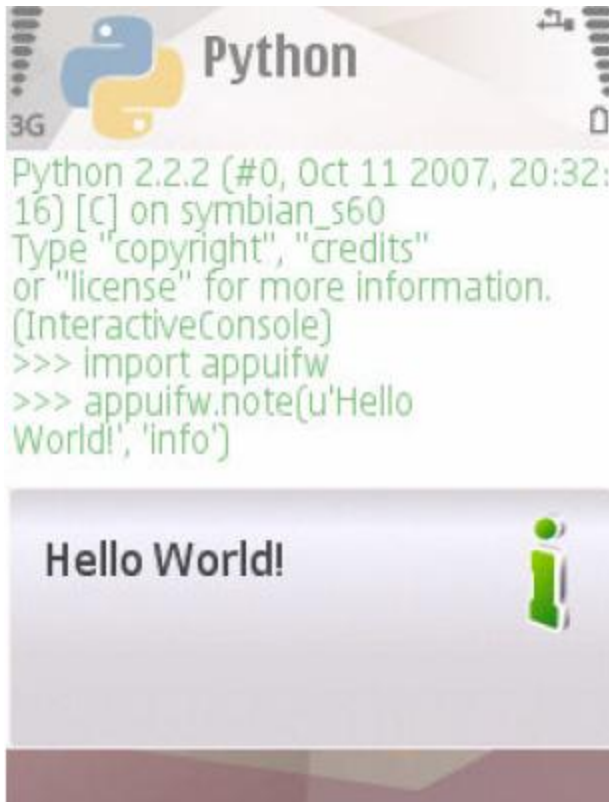 Python
3G
Python 2.2.2 (#0, Oct 11 2007, 20:32:
16) [C] on symbian_s60
Type "copyright", "credits"
or "license" for more information.
(InteractiveConsole)
>>> import appuifw
>>> appuifw.note(u'Hello
World!', 'info')
Hello World!